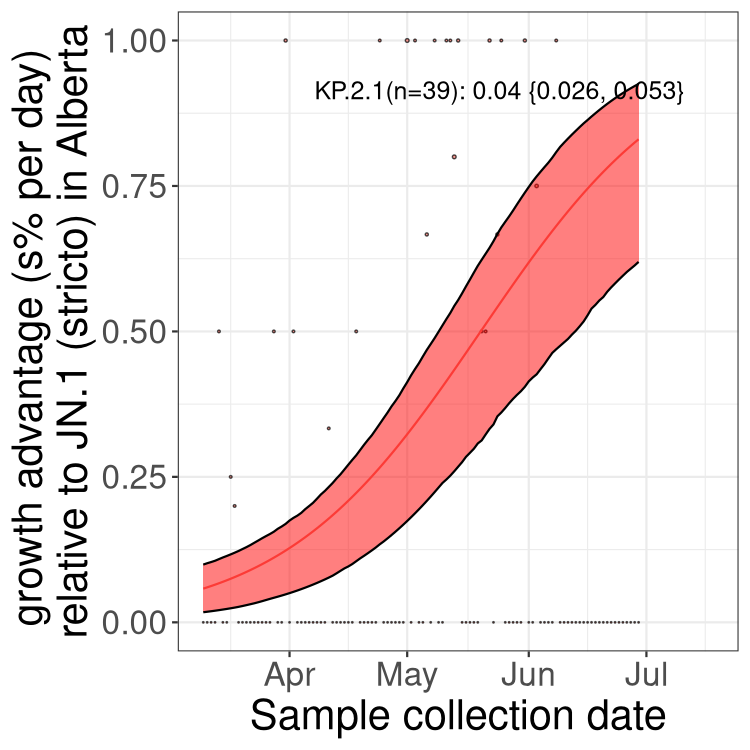 growth advantage (s% per day)
relative to JN.1 (stricto) in Alberta
1.00
0.75
0.50
0.25
0.00
KP.2.1(n=39): 0.04 {0.026, 0.053}
Apr May Jun Jul
Sample collection date